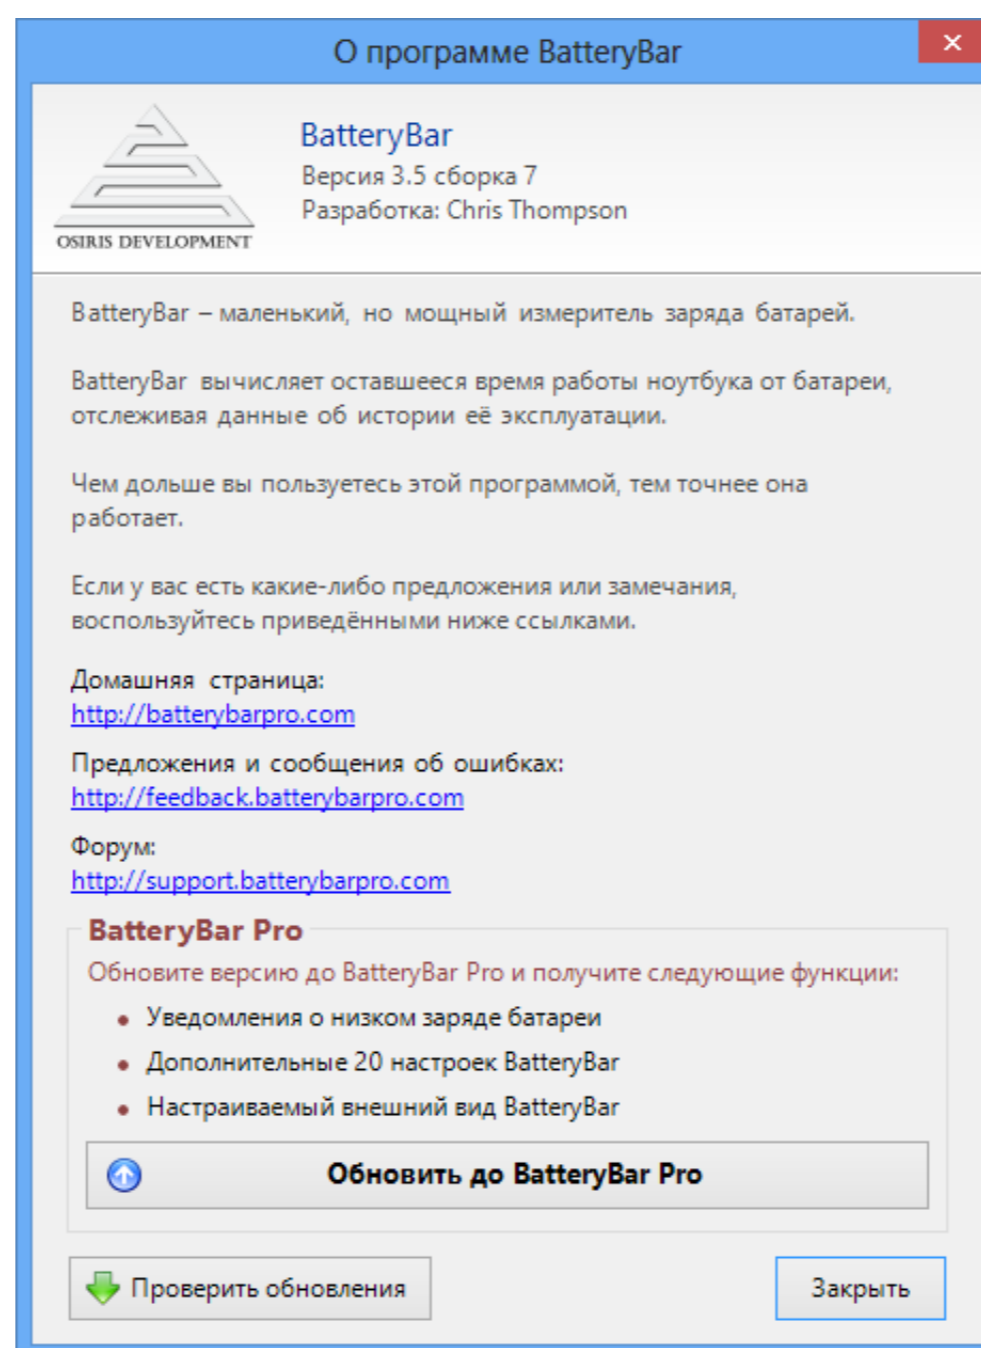 О программе BatteryBar
BatteryBar
Версия 3.5 сборка 7
Разработка: Chris Thompson
OSIRIS DEVELOPMENT
BatteryBar – маленький, но мощный измеритель заряда батарей.
BatteryBar вычисляет оставшееся время работы ноутбука от батареи,
отслеживая данные об истории её эксплуатации.
Чем дольше вы пользуетесь этой программой, тем точнее она
работает.
Если у вас есть какие-либо предложения или замечания,
воспользуйтесь приведёнными ниже ссылками.
Домашняя страница:
http://batterybarpro.com
Предложения и сообщения об ошибках:
http://feedback.batterybarpro.com
Форум:
http://support.batterybarpro.com
BatteryBar Pro
Обновите версию до BatteryBar Pro и получите следующие функции:
• Уведомления о низком заряде батареи
• Дополнительные 20 настроек BatteryBar
• Настраиваемый внешний вид BatteryBar
Обновить до BatteryBar Pro
Проверить обновления
Закрыть